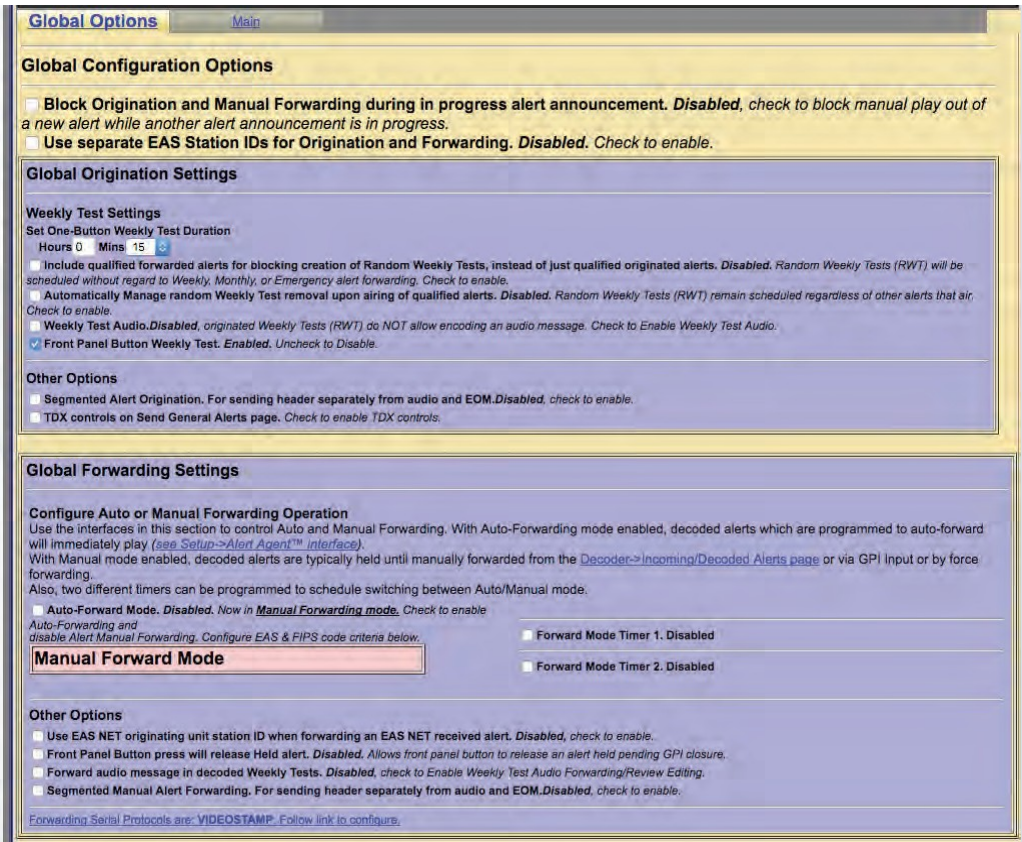 Global Options Main
Global Configuration Options
Block Origination and Manual Forwarding during in progress alert announcement. Disabled, check to block manual play out of
a new alert while another alert announcement is in progress.
Use separate EAS Station IDs for Origination and Forwarding. Disabled. Check to enable.
Global Origination Settings
Weekly Test Settings
Set One-Button Weekly Test Duration
Hours 0 Mins 15
Include qualified forwarded alerts for blocking creation of Random Weekly Tests, instead of just qualified originated alerts. Disabled. Random Weekly Tests (RWT) will be
scheduled without regard to Weekly, Monthly, or Emergency alert forwarding. Check to enable.
Automatically Manage random Weekly Test removal upon airing of qualified alerts. Disabled. Random Weekly Tests (RWT) remain scheduled regardless of other alerts that air.
Check to enable.
Weekly Test Audio.Disabled, originated Weekly Tests (RWT) do NOT allow encoding an audio message. Check to Enable Weekly Test Audio.
Front Panel Button Weekly Test. Enabled. Uncheck to Disable.
Other Options
Segmented Alert Origination. For sending header separately from audio and EOM.Disabled, check to enable.
TDX controls on Send General Alerts page. Check to enable TDX controls.
Global Forwarding Settings
Configure Auto or Manual Forwarding Operation
Use the interfaces in this section to control Auto and Manual Forwarding. With Auto-Forwarding mode enabled, decoded alerts which are programmed to auto-forward
will immediately play (see Setup->Alert Agent™ interface).
With Manual mode enabled, decoded alerts are typically held until manually forwarded from the Decoder->Incoming/Decoded Alerts page or via GPI Input or by force
forwarding.
Also, two different timers can be programmed to schedule switching between Auto/Manual mode.
Auto-Forward Mode. Disabled. Now in Manual Forwarding mode. Check to enable
Auto-Forwarding and
disable Alert Manual Forwarding. Configure EAS & FIPS code criteria below.
Manual Forward Mode
Forward Mode Timer 1. Disabled
Forward Mode Timer 2. Disabled
Other Options
Use EAS NET originating unit station ID when forwarding an EAS NET received alert. Disabled, check to enable.
Front Panel Button press will release Held alert. Disabled. Allows front panel button to release an alert held pending GPI closure.
Forward audio message in decoded Weekly Tests. Disabled, check to Enable Weekly Test Audio Forwarding/Review Editing.
Segmented Manual Alert Forwarding. For sending header separately from audio and EOM.Disabled, check to enable.
Forwarding Serial Protocols are: VIDEOSTAMP. Follow link to configure.